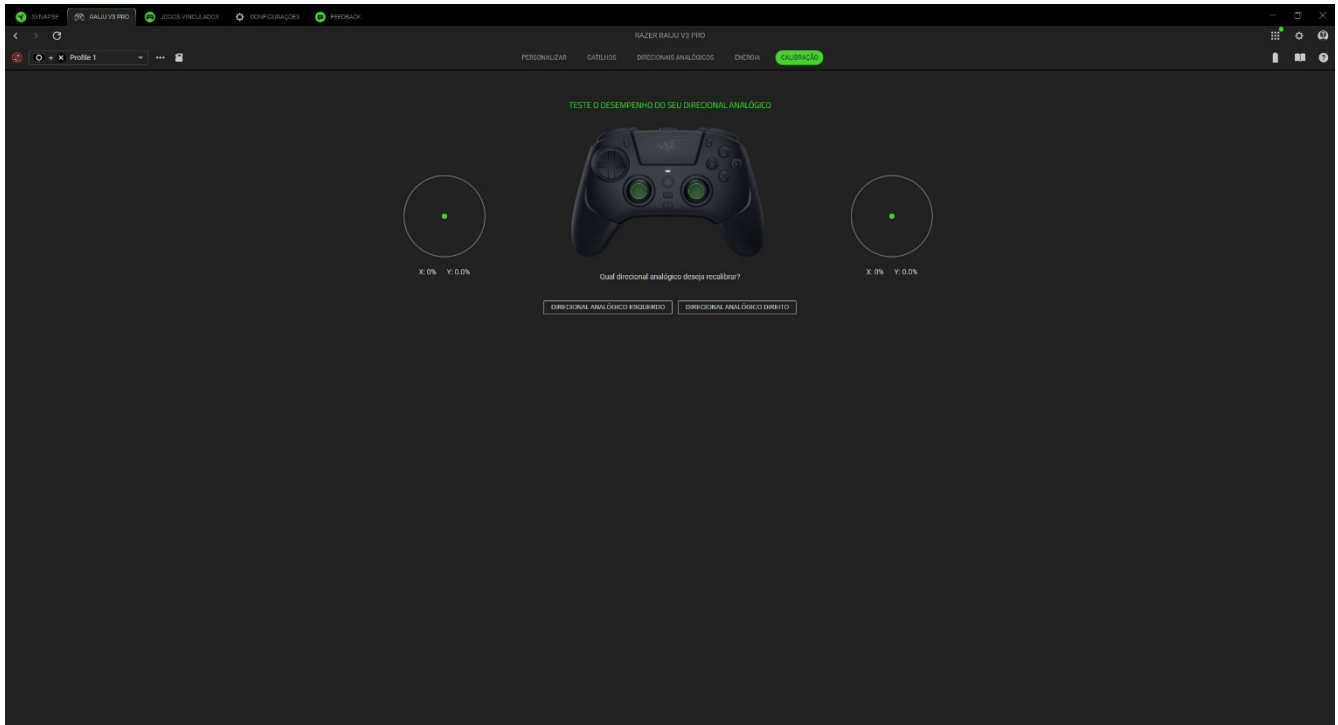 SYNAPSE RAIJU V3 PRO JOGOS VINCULADOS CONFIGURAÇÕES FEEDBACK
RAZER RAIJU V3 PRO
Profile 1 PERSONALIZAR GATILHOS DIRECIONAIS ANALÓGICOS ENERGIA CALIBRAÇÃO
TESTE O DESEMPENHO DO SEU DIRECIONAL ANALÓGICO
X: 0% Y: 0.0% X: 0% Y: 0.0%
Qual direcional analógico deseja recalibrar?
DIRECIONAL ANALÓGICO ESQUERDO DIRECIONAL ANALÓGICO DIREITO